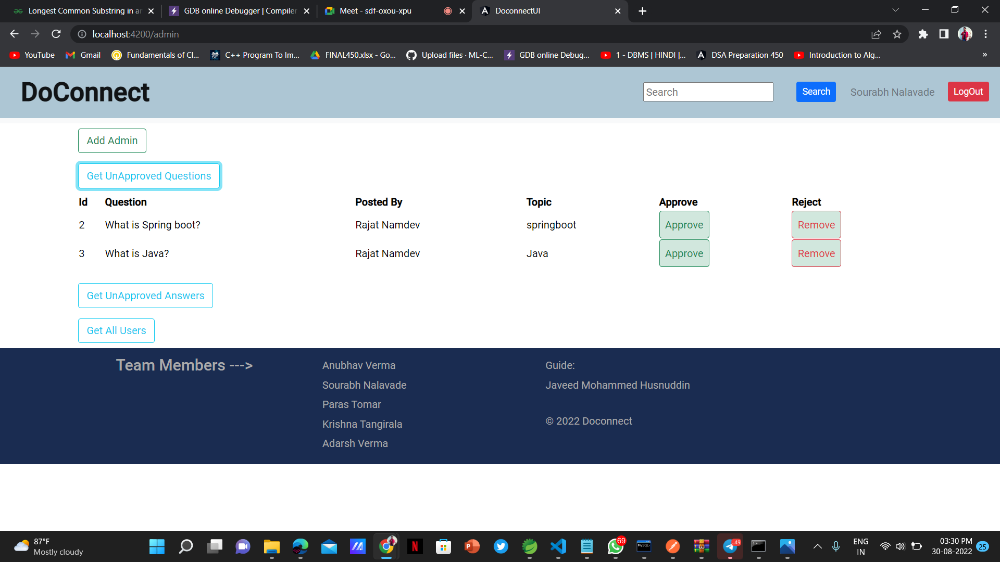 Longest Common Substring in an
GDB online Debugger | Compiler
Meet - sdf-oxou-xpu
DoconnectUI
localhost:4200/admin
YouTube
Gmail
Fundamentals of Cl...
C++ Program To Im...
FINAL450.xlsx - Go...
Upload files · ML-C...
GDB online Debug...
1 - DBMS | HINDI |...
DSA Preparation 450
Introduction to Alg...
»
DoConnect
Search
Search
Sourabh Nalavade
LogOut
Add Admin
Get UnApproved Questions
Id Question Posted By Topic Approve Reject
2 What is Spring boot? Rajat Namdev springboot Approve Remove
3 What is Java? Rajat Namdev Java Approve Remove
Get UnApproved Answers
Get All Users
Team Members --->
Anubhav Verma
Sourabh Nalavade
Paras Tomar
Krishna Tangirala
Adarsh Verma
Guide:
Javeed Mohammed Husnuddin
© 2022 Doconnect
87°F
Mostly cloudy
69
.49
ENG
IN
03:30 PM
30-08-2022
25